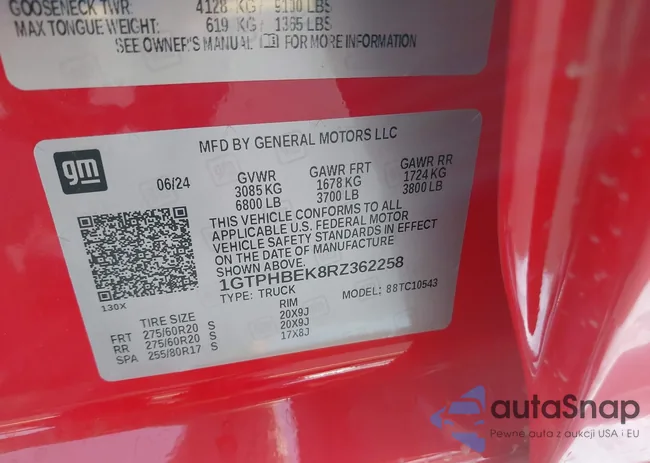 GOOSENECK TWR: 4128 KG / 9100 LBS
MAX TONGUE WEIGHT: 619 KG / 1365 LBS
SEE OWNER'S MANUAL FOR MORE INFORMATION.
gm
MFD BY GENERAL MOTORS LLC
06/24 GVWR GAWR FRT GAWR RR
3085 KG 1678 KG 1724 KG
6800 LB 3700 LB 3800 LB
THIS VEHICLE CONFORMS TO ALL
APPLICABLE U.S. FEDERAL MOTOR
VEHICLE SAFETY STANDARDS IN EFFECT
ON THE DATE OF MANUFACTURE
SHOWN ABOVE.
1GTPHBEK8RZ362258
TYPE: TRUCK MODEL: 88TC10543
130X
TIRE SIZE RIM
FRT 275/60R20 S 20X9J
RR 275/60R20 S 20X9J
SPA 255/80R17 S 17X8J
autaSnap
Pewne auta z aukcji USA i EU